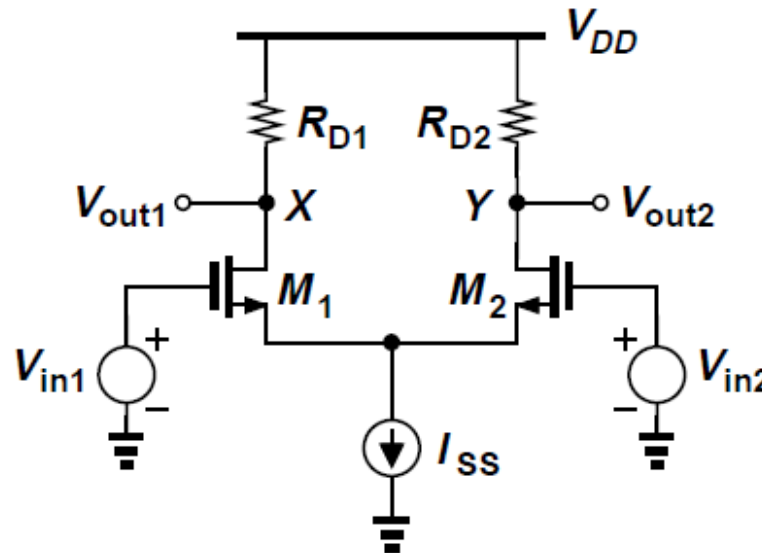 VDD
RD1 RD2
Vout1 X Y Vout2
M1 M2
+ +
Vin1 Vin2
− −
ISS